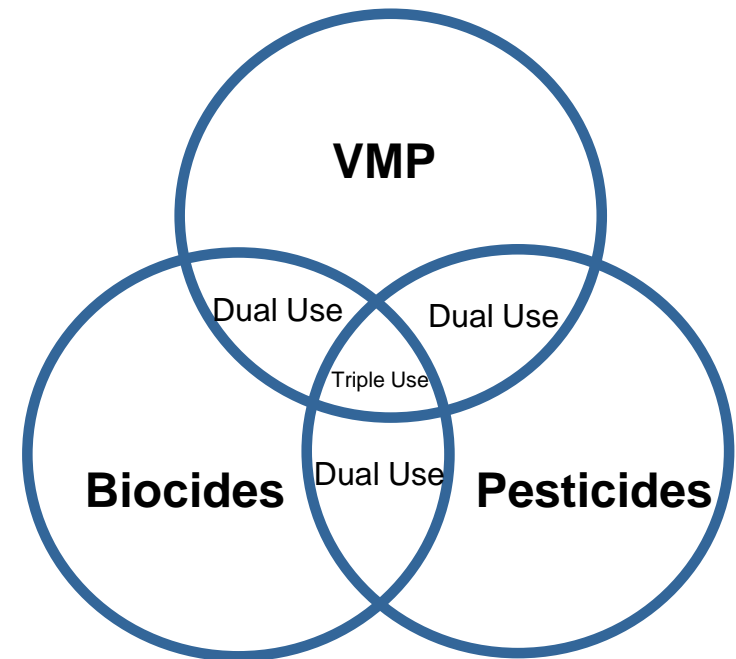 VMP
Dual Use
Dual Use
Triple Use
Dual Use
Biocides
Pesticides